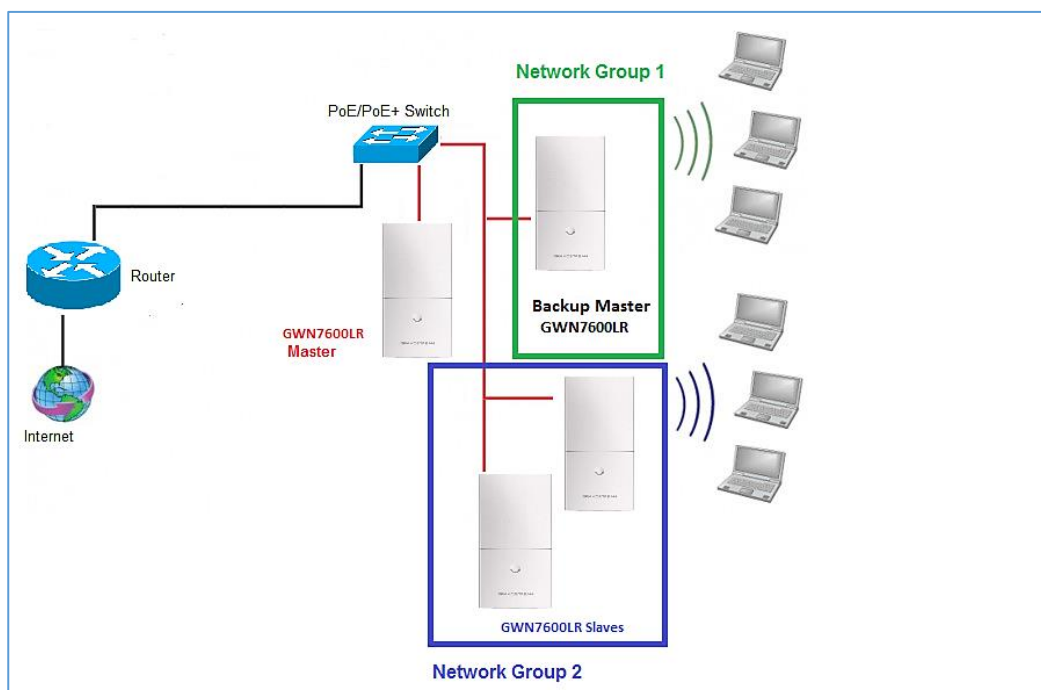 Network Group 1
PoE/PoE+ Switch
Router
Backup Master
GWN7600LR
GWN7600LR
Master
Internet
GWN7600LR Slaves
Network Group 2